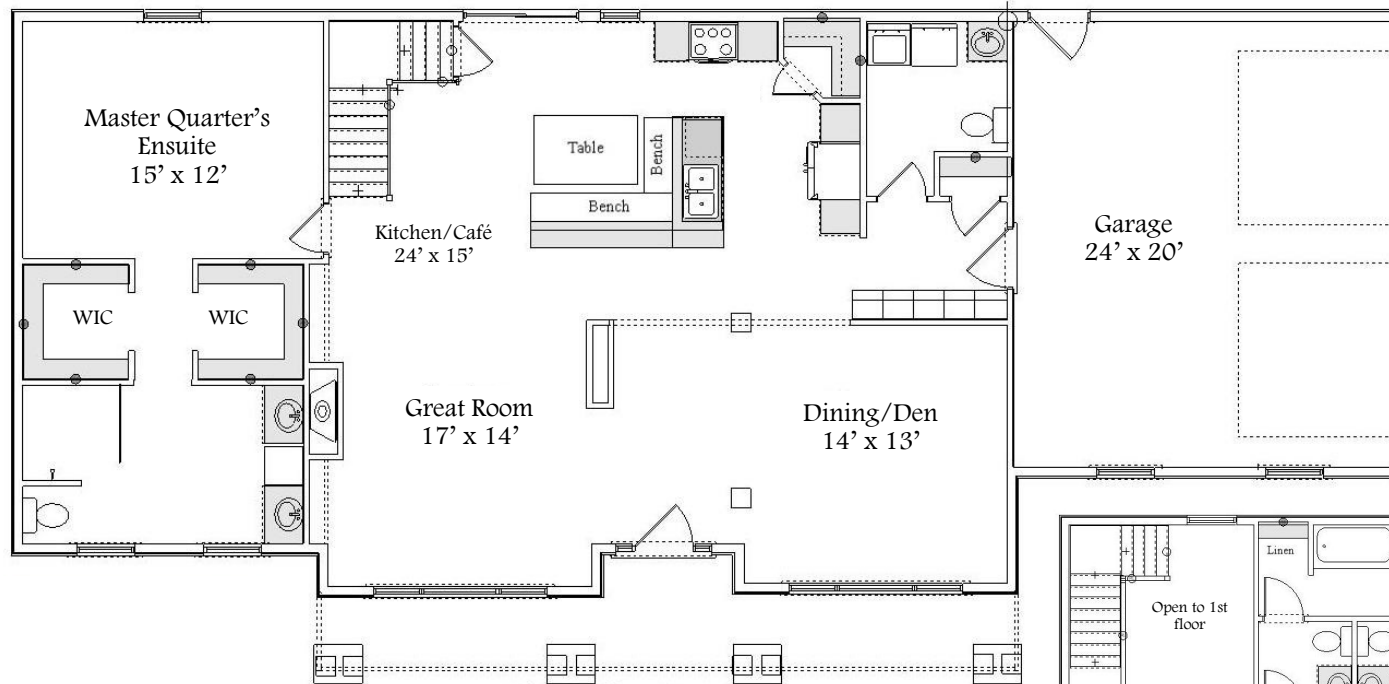 Master Quarter's
Ensuite
15' x 12'
Table
Bench
Bench
Kitchen/Café
24' x 15'
Garage
24' x 20'
WIC
WIC
Great Room
17' x 14'
Dining/Den
14' x 13'
Linen
Open to 1st
floor